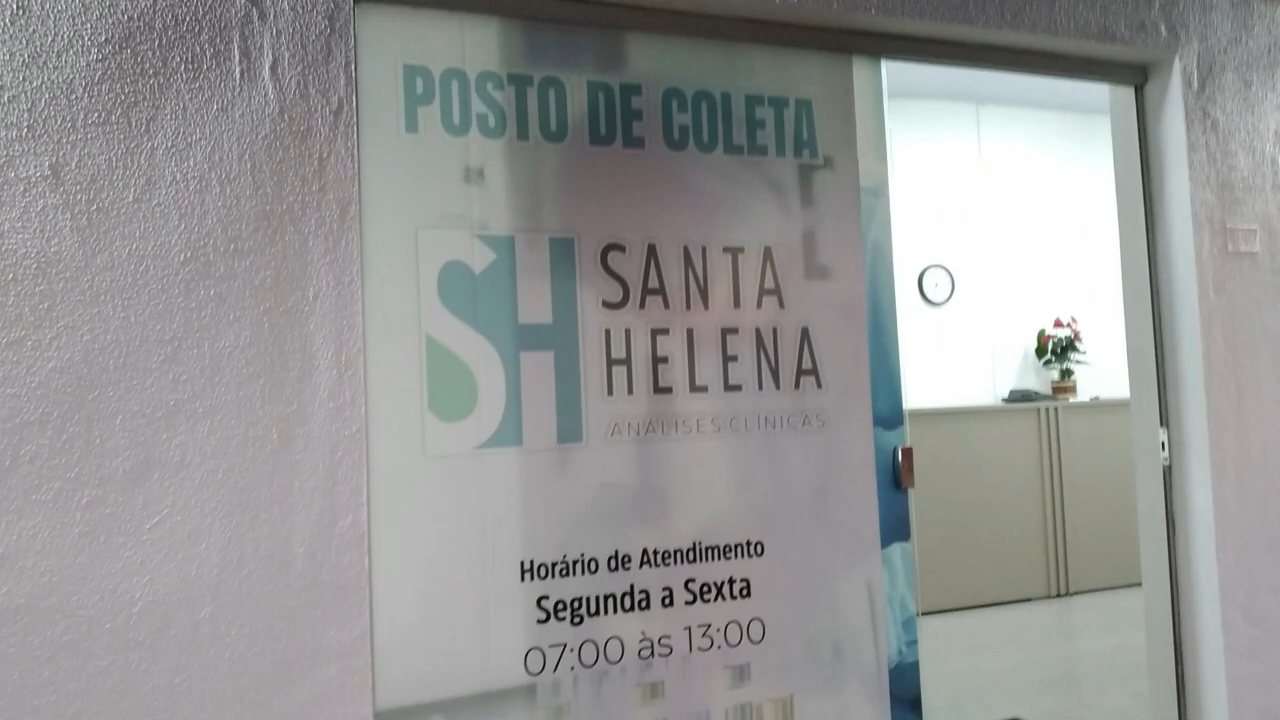 POSTO DE COLETA
SH
SANTA
HELENA
ANÁLISES CLÍNICAS
Horário de Atendimento
Segunda a Sexta
07:00 às 13:00